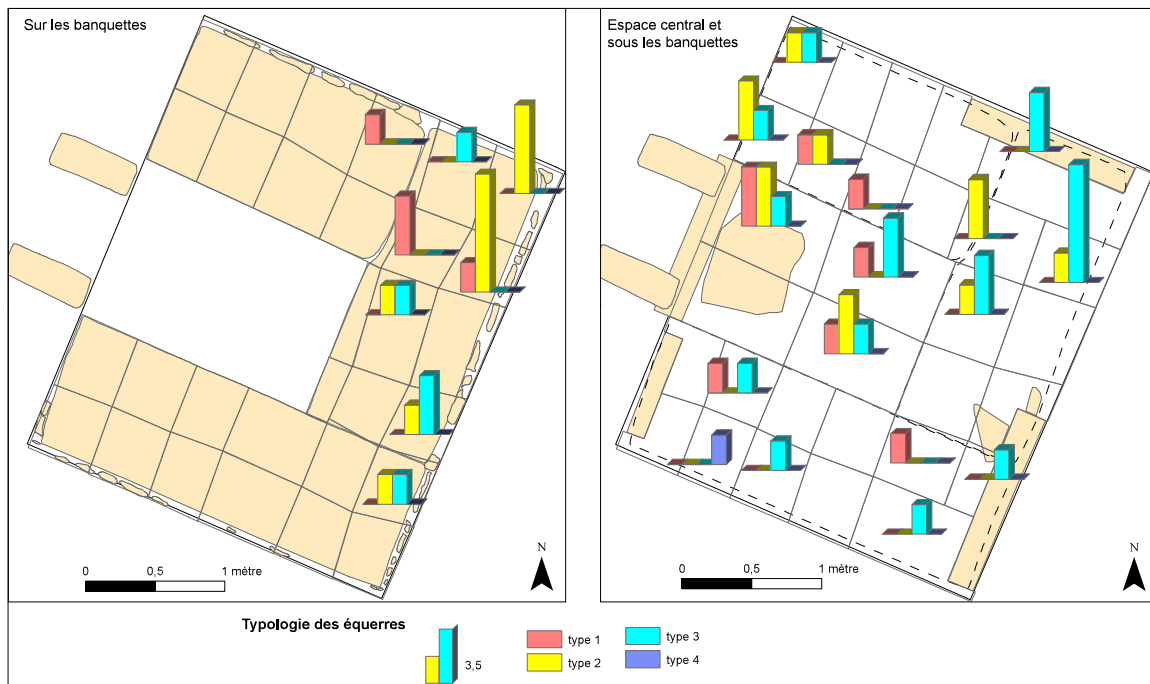 Sur les banquettes
Espace central et
sous les banquettes
N
0 0,5 1 mètre
N
0 0,5 1 mètre
Typologie des équerres
3,5
type 1
type 2
type 3
type 4